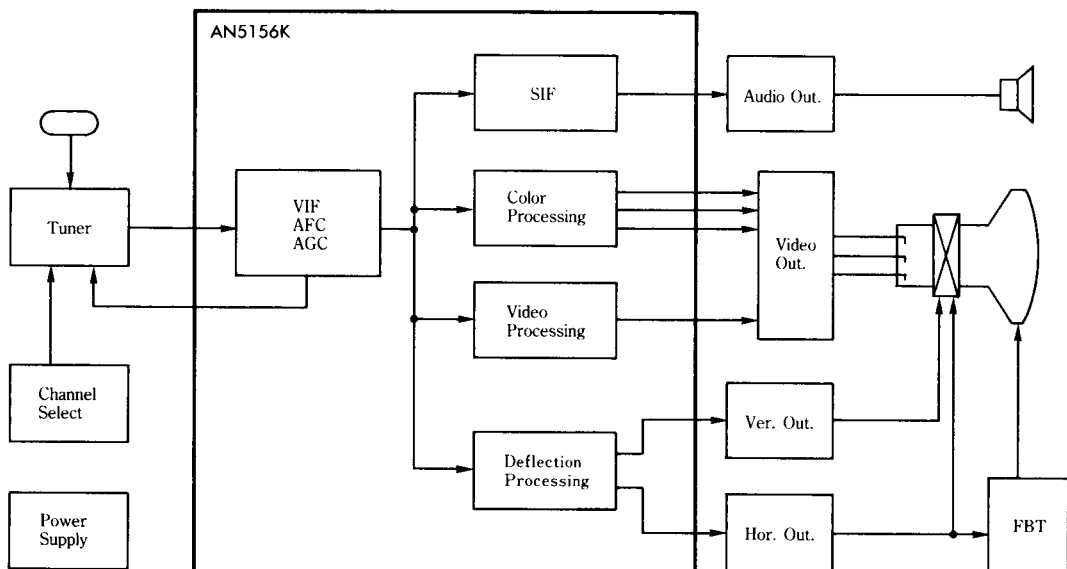 AN5156K
SIF
Audio Out.
Tuner
VIF
AFC
AGC
Color
Processing
Video
Out.
Video
Processing
Channel
Select
Ver. Out.
Deflection
Processing
Power
Supply
Hor. Out.
FBT